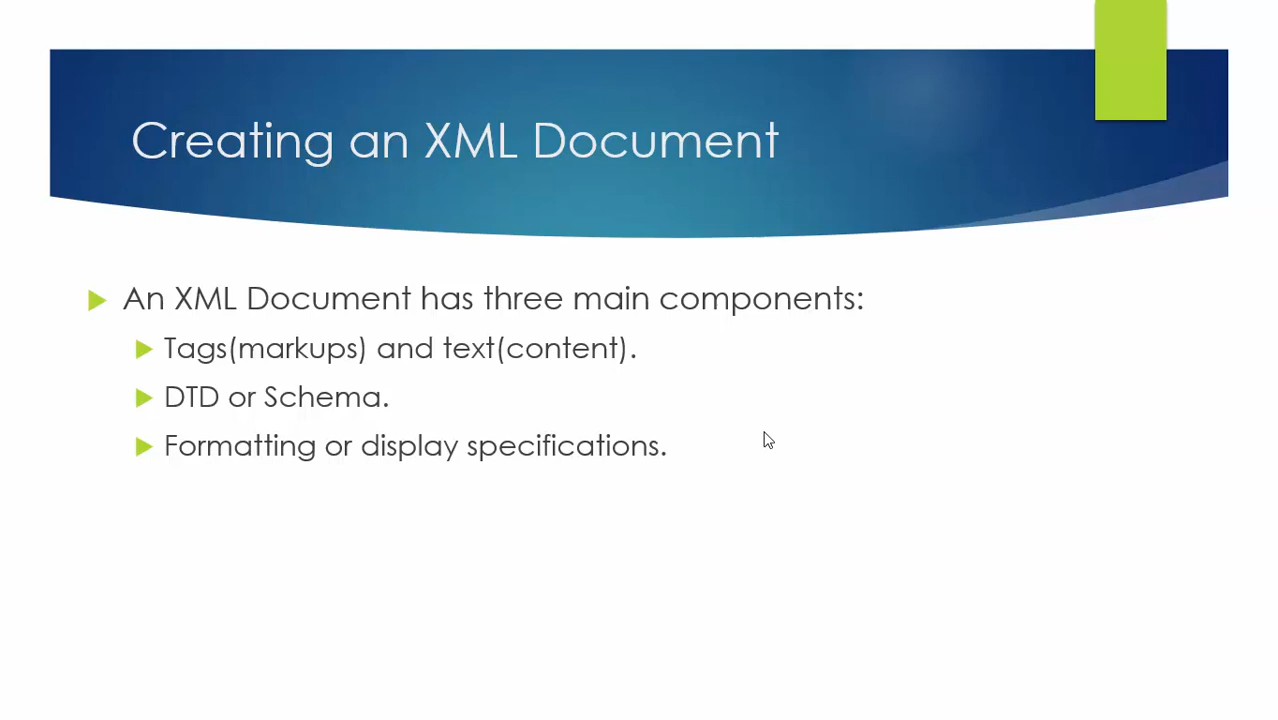 Creating an XML Document
An XML Document has three main components:
Tags(markups) and text(content).
DTD or Schema.
Formatting or display specifications.